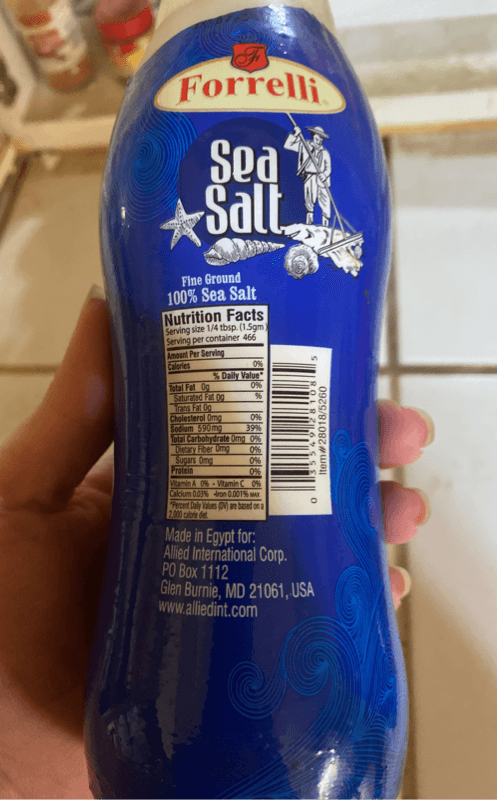 F
Forrelli
Sea
Salt
Fine Ground
100% Sea Salt
Nutrition Facts
Serving size 1/4 tbsp. (1.5gm)
Serving per container 466
Amount Per Serving
Calories 0%
% Daily Value*
Total Fat 0g 0%
Saturated Fat 0g %
Trans Fat 0g
Cholesterol 0mg 0%
Sodium 590mg 39%
Total Carbohydrate 0mg 0%
Dietary Fiber 0mg 0%
Sugars 0mg 0%
Protein 0%
Vitamin A 0% • Vitamin C 0%
Calcium 0.03% •Iron 0.001% MAX
*Percent Daily Values (DV) are based on a
2,000 calorie diet.
Item#28018/5260
Made in Egypt for:
Allied International Corp.
PO Box 1112
Glen Burnie, MD 21061, USA
www.alliedint.com